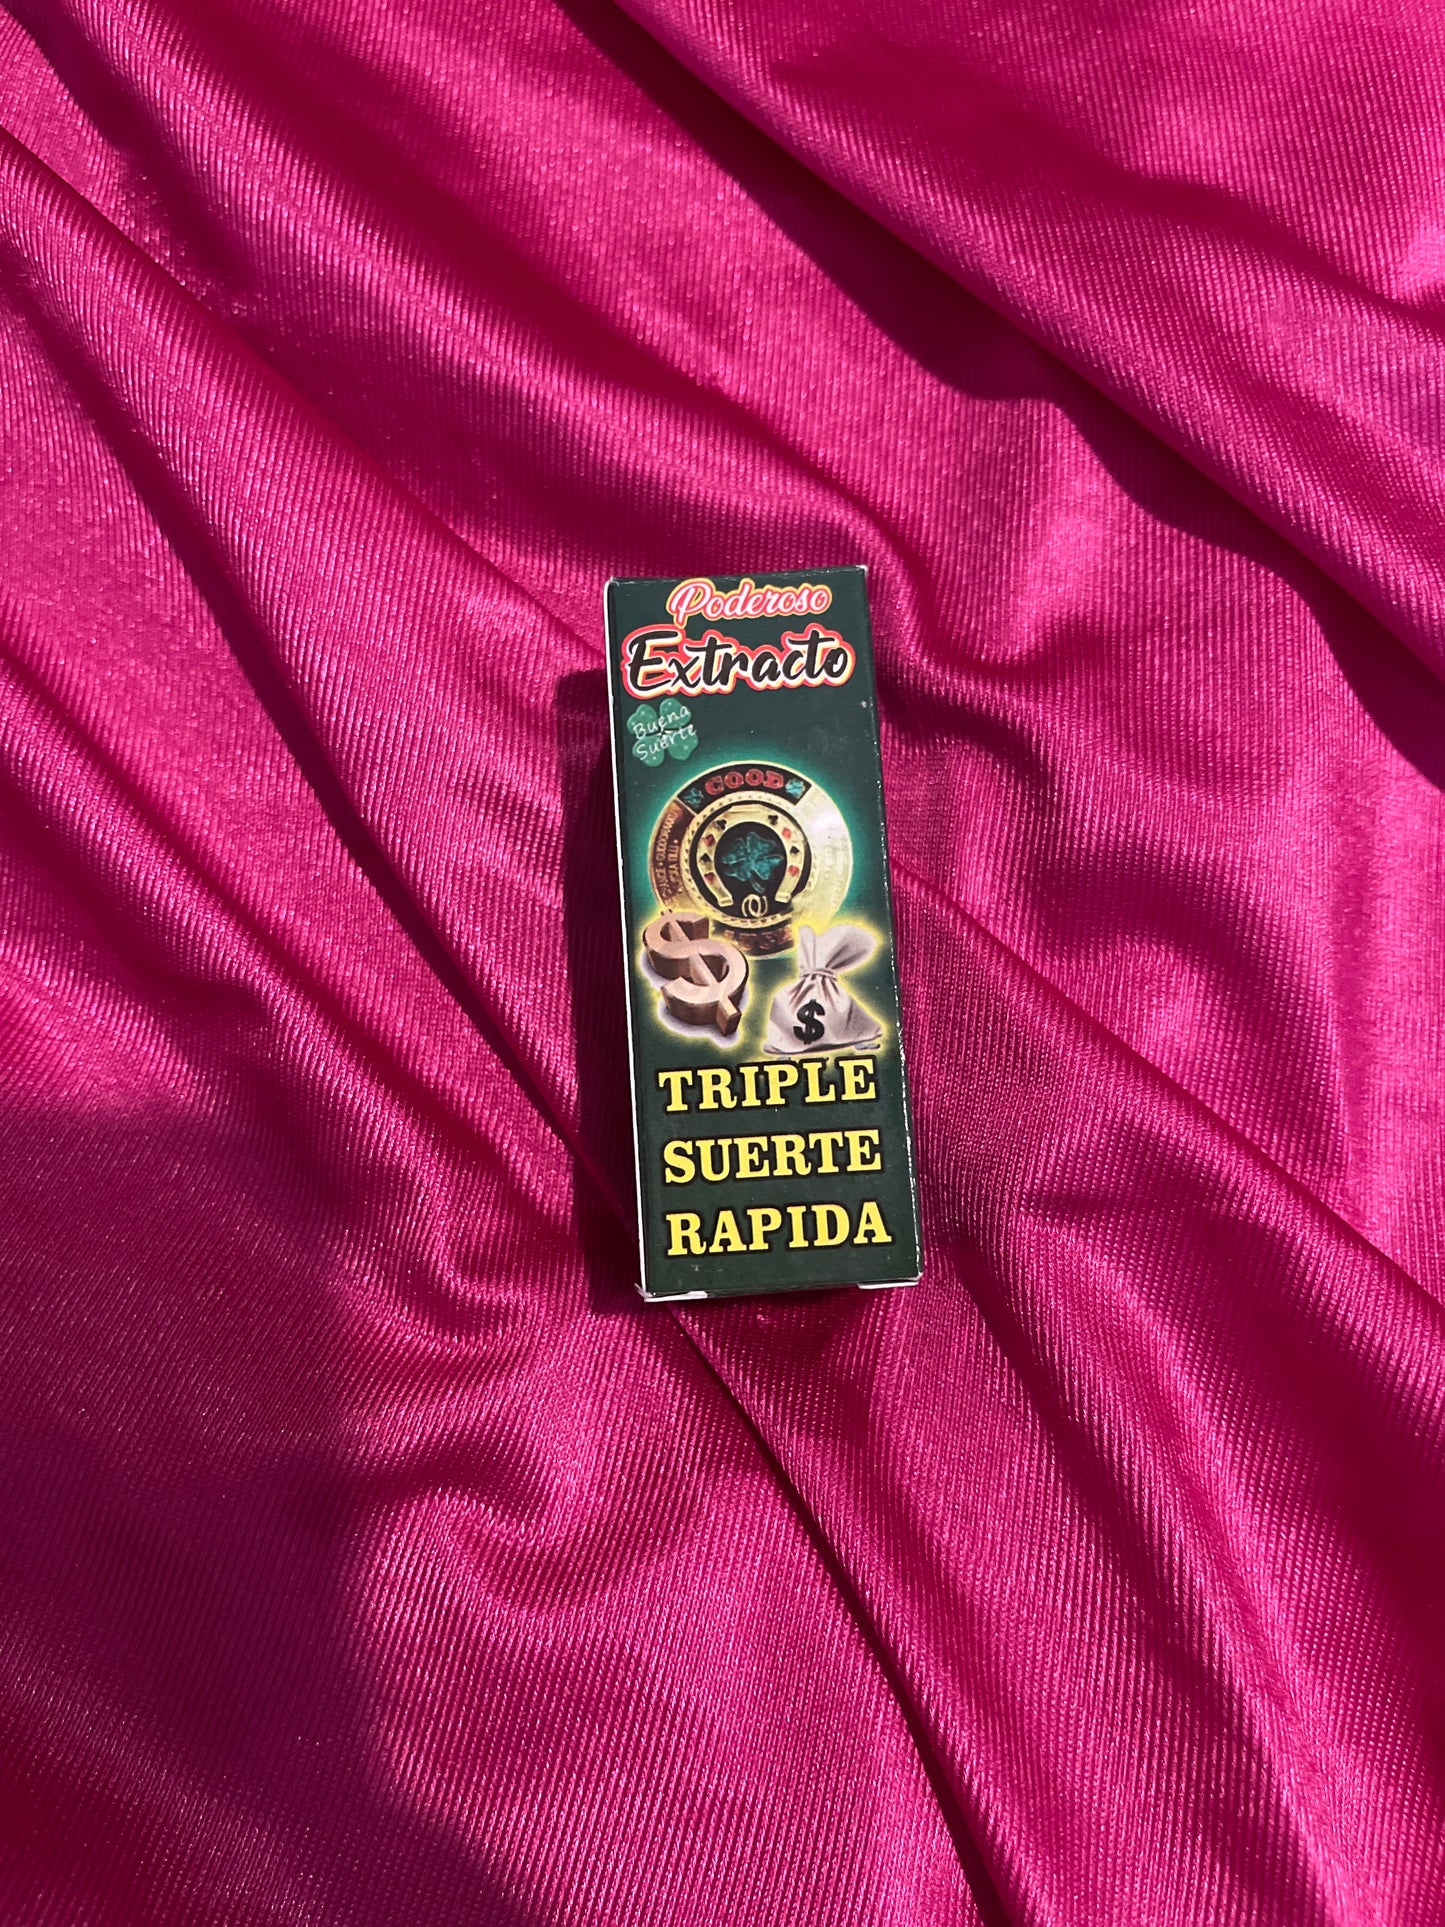 Poderoso
Extracto
Buena
Suerte
GOOD
$
TRIPLE
SUERTE
RAPIDA